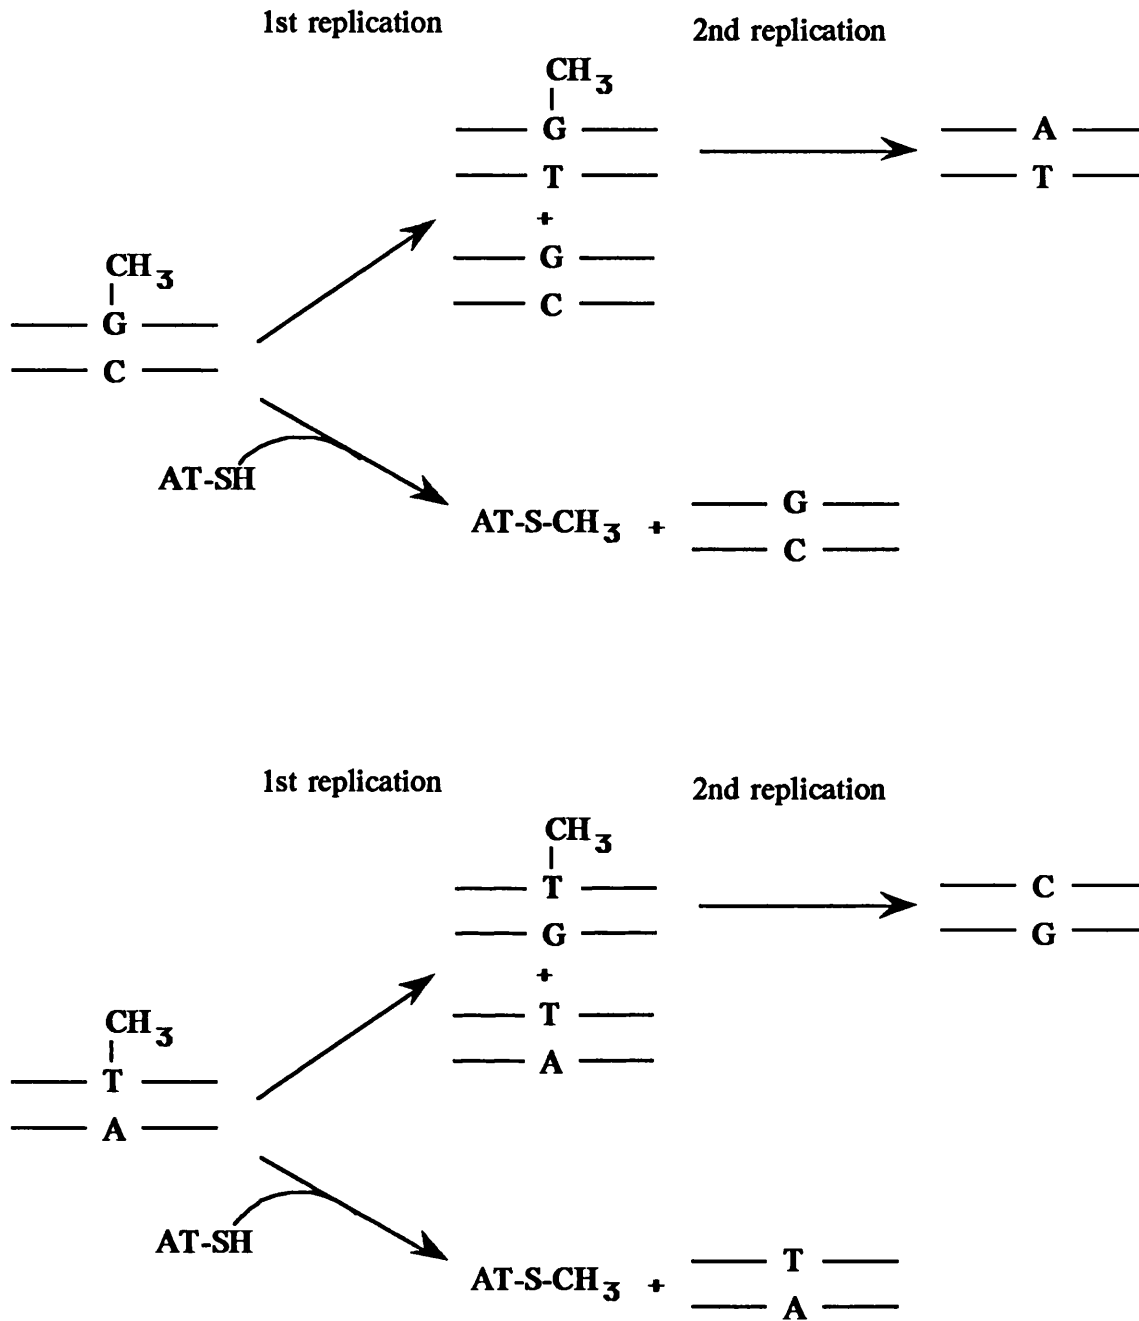 1st replication 2nd replication
CH3
G A
T T
+
G
CH3 C
G
C
AT-SH
G
AT-S-CH3 +
C
1st replication 2nd replication
CH3
T C
G G
+
T
CH3 A
T
A
AT-SH
T
AT-S-CH3 +
A